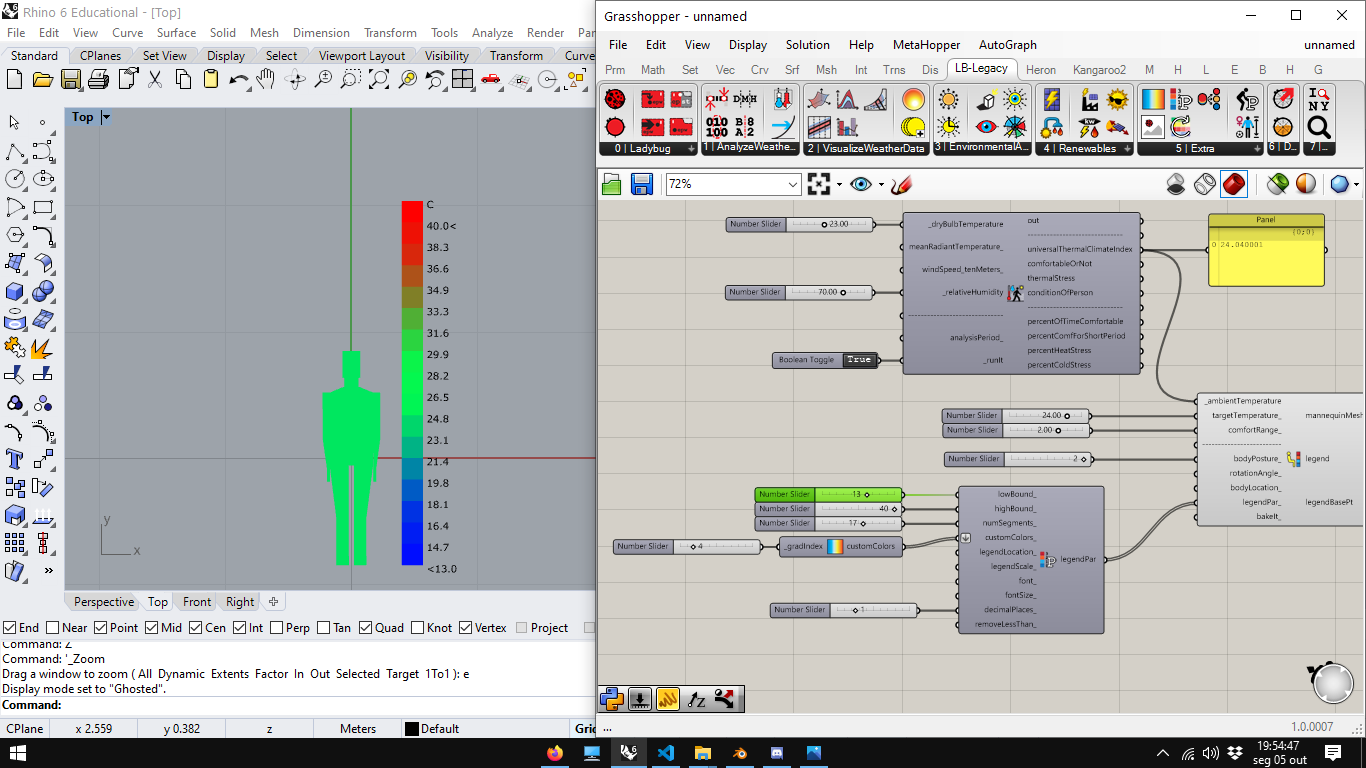 Rhino 6 Educational - [Top]
File Edit View Curve Surface Solid Mesh Dimension Transform Tools Analyze Render
Standard CPlanes Set View Display Select Viewport Layout Visibility Transform Curve
Top
C
40.0<
38.3
36.6
34.9
33.3
31.6
29.9
28.2
26.5
24.8
23.1
21.4
19.8
18.1
16.4
14.7
<13.0
y
x
Perspective Top Front Right
End Near Point Mid Cen Int Perp Tan Quad Knot Vertex Project
Command: Z
Command: '_Zoom
Drag a window to zoom ( All Dynamic Extents Factor In Out Selected Target 1To1 ): e
Display mode set to "Ghosted".
Command:
CPlane x 2.559 y 0.382 z Meters Default
Grasshopper - unnamed
File Edit View Display Solution Help MetaHopper AutoGraph unnamed
Prm Math Set Vec Crv Srf Msh Int Trns Dis LB-Legacy Heron Kangaroo2 M H L E B H G
0 | Ladybug 1 | AnalyzeWeathe... 2 | VisualizeWeatherData 3 | EnvironmentalA... 4 | Renewables 5 | Extra 6 | D... 7 |...
72%
Number Slider 23.00
Number Slider 70.00
Boolean Toggle True
_dryBulbTemperature
meanRadiantTemperature_
windSpeed_tenMeters_
_relativeHumidity
analysisPeriod_
_runIt
out
universalThermalClimateIndex
comfortableOrNot
thermalStress
conditionOfPerson
percentOfTimeComfortable
percentComfForShortPeriod
percentHeatStress
percentColdStress
Panel
{0;0}
0 24.040001
Number Slider 24.00
Number Slider 2.00
Number Slider 2
_ambientTemperature
targetTemperature_
comfortRange_
bodyPosture_
rotationAngle_
bodyLocation_
legendPar_
bakeIt_
mannequinMesh
legend
legendBasePt
Number Slider 13
Number Slider 40
Number Slider 17
Number Slider 4
_gradIndex customColors
Number Slider 1
lowBound_
highBound_
numSegments_
customColors_
legendLocation_
legendScale_
font_
fontSize_
decimalPlaces_
removeLessThan_
legendPar
...
1.0.0007
19:54:47
seg 05 out